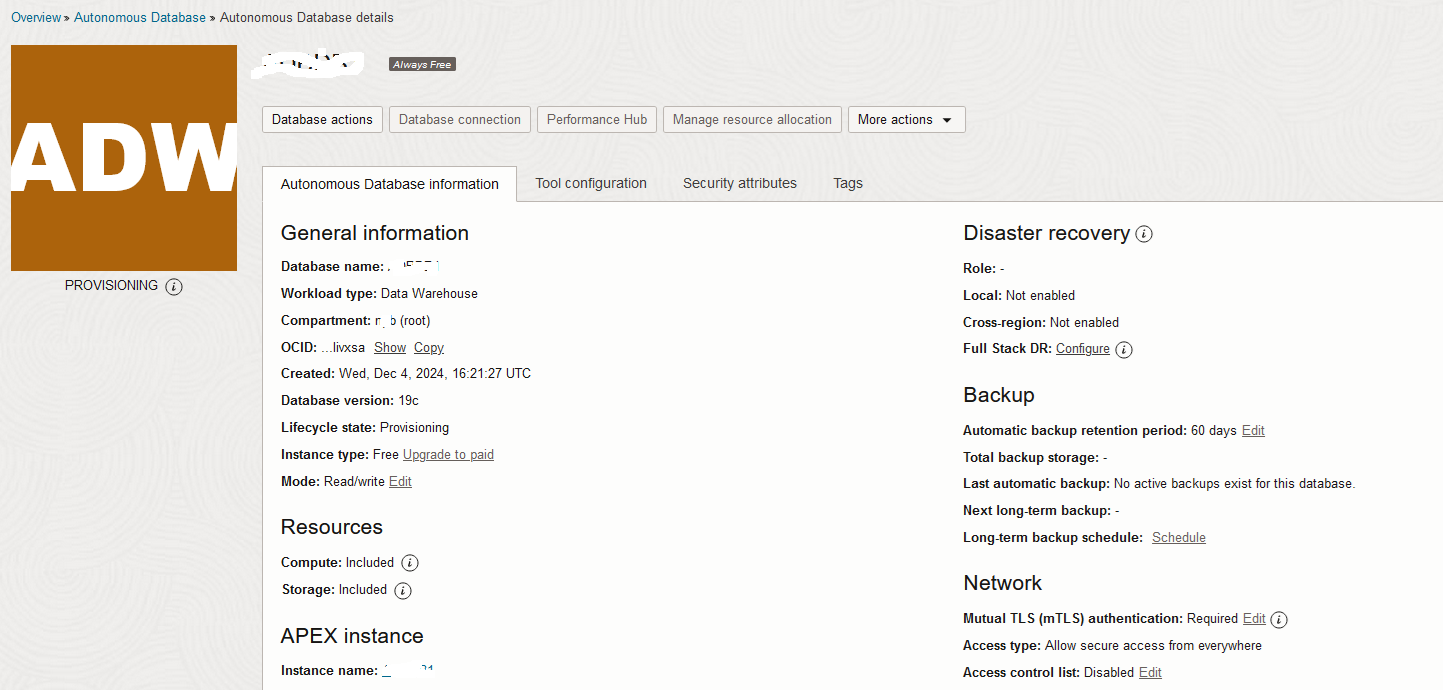 Overview » Autonomous Database » Autonomous Database details
ADW
PROVISIONING
Always Free
Database actions
Database connection
Performance Hub
Manage resource allocation
More actions
Autonomous Database information
Tool configuration
Security attributes
Tags
General information
Database name:
Workload type: Data Warehouse
Compartment: (root)
OCID: ...livxsa Show Copy
Created: Wed, Dec 4, 2024, 16:21:27 UTC
Database version: 19c
Lifecycle state: Provisioning
Instance type: Free Upgrade to paid
Mode: Read/write Edit
Resources
Compute: Included
Storage: Included
APEX instance
Instance name:
Disaster recovery
Role: -
Local: Not enabled
Cross-region: Not enabled
Full Stack DR: Configure
Backup
Automatic backup retention period: 60 days Edit
Total backup storage: -
Last automatic backup: No active backups exist for this database.
Next long-term backup: -
Long-term backup schedule: Schedule
Network
Mutual TLS (mTLS) authentication: Required Edit
Access type: Allow secure access from everywhere
Access control list: Disabled Edit